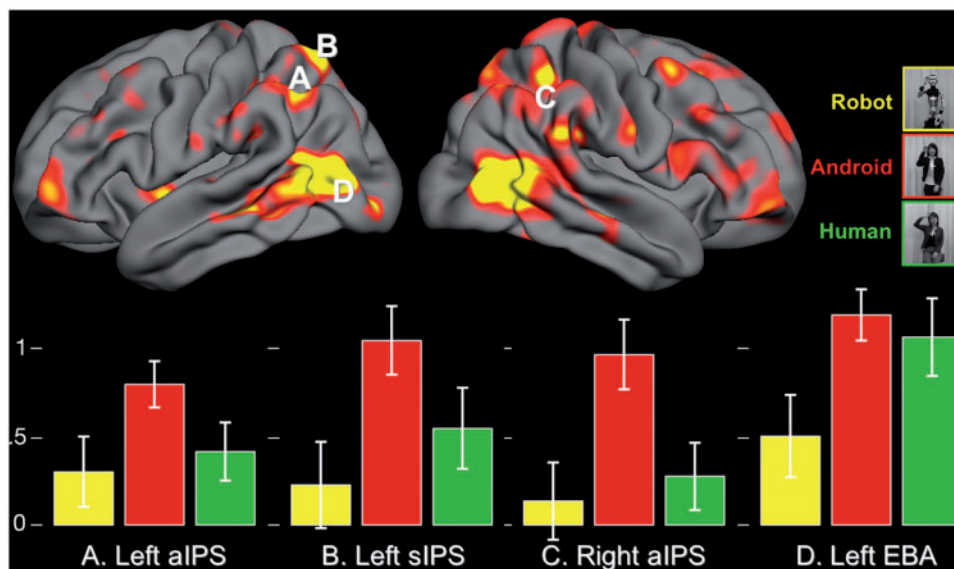 B
A
C
D
Robot
Android
Human
1
.5
0
A. Left aIPS
B. Left sIPS
C. Right aIPS
D. Left EBA